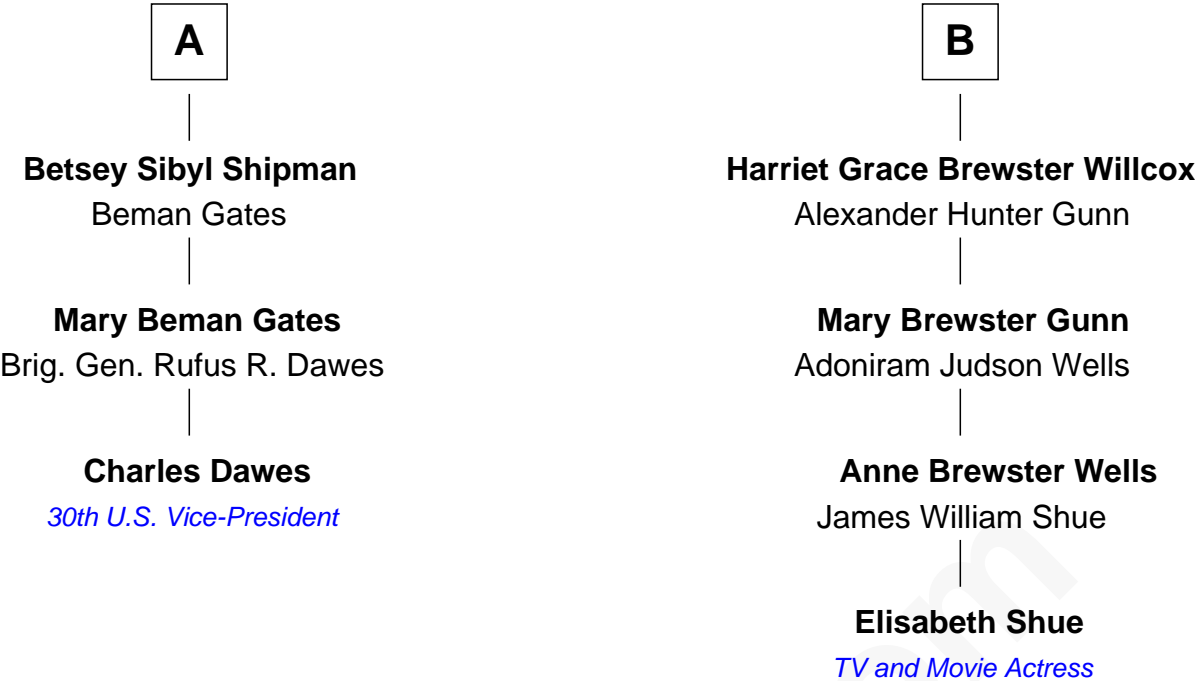 A
Betsey Sibyl Shipman
Beman Gates
Mary Beman Gates
Brig. Gen. Rufus R. Dawes
Charles Dawes
30th U.S. Vice-President
B
Harriet Grace Brewster Willcox
Alexander Hunter Gunn
Mary Brewster Gunn
Adoniram Judson Wells
Anne Brewster Wells
James William Shue
Elisabeth Shue
TV and Movie Actress